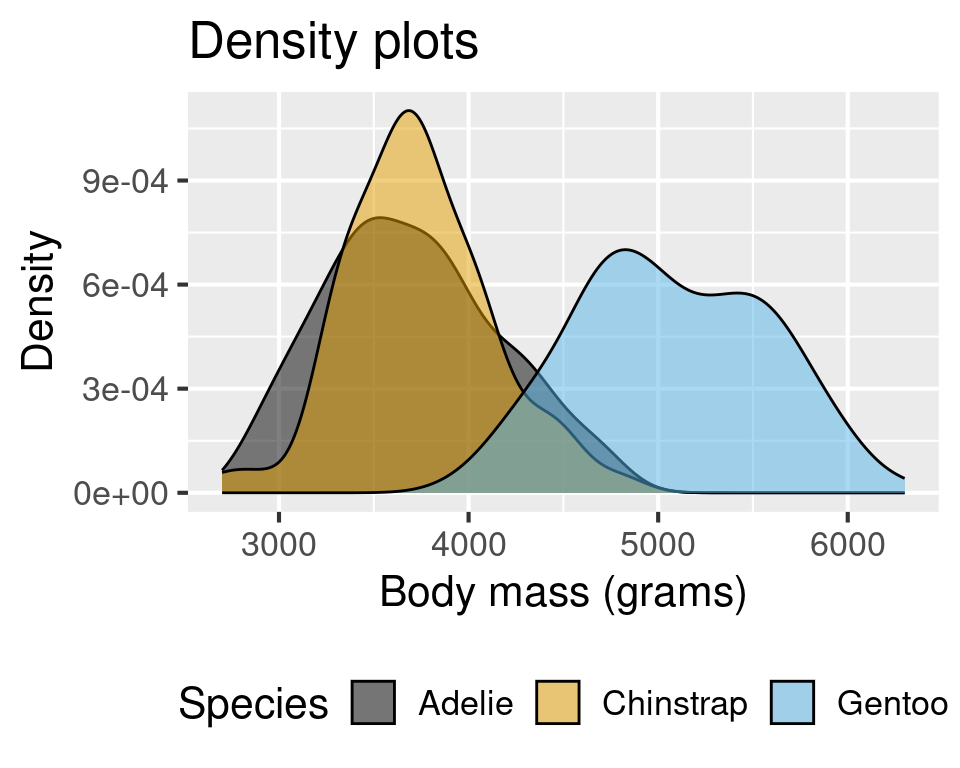 Density plots
Density
9e-04
6e-04
3e-04
0e+00
3000 4000 5000 6000
Body mass (grams)
Species Adelie Chinstrap Gentoo